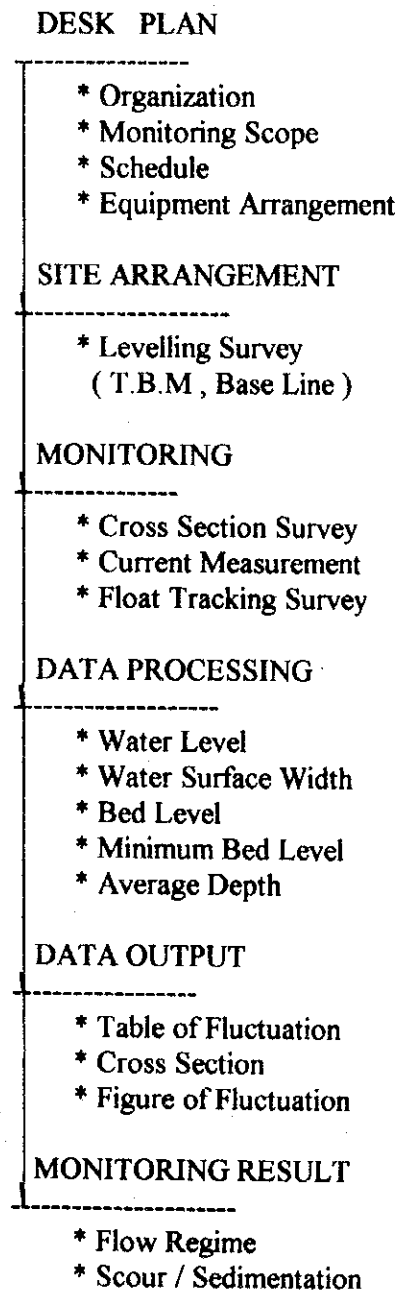 DESK PLAN
* Organization
* Monitoring Scope
* Schedule
* Equipment Arrangement
SITE ARRANGEMENT
* Levelling Survey
( T.B.M , Base Line )
MONITORING
* Cross Section Survey
* Current Measurement
* Float Tracking Survey
DATA PROCESSING
* Water Level
* Water Surface Width
* Bed Level
* Minimum Bed Level
* Average Depth
DATA OUTPUT
* Table of Fluctuation
* Cross Section
* Figure of Fluctuation
MONITORING RESULT
* Flow Regime
* Scour / Sedimentation